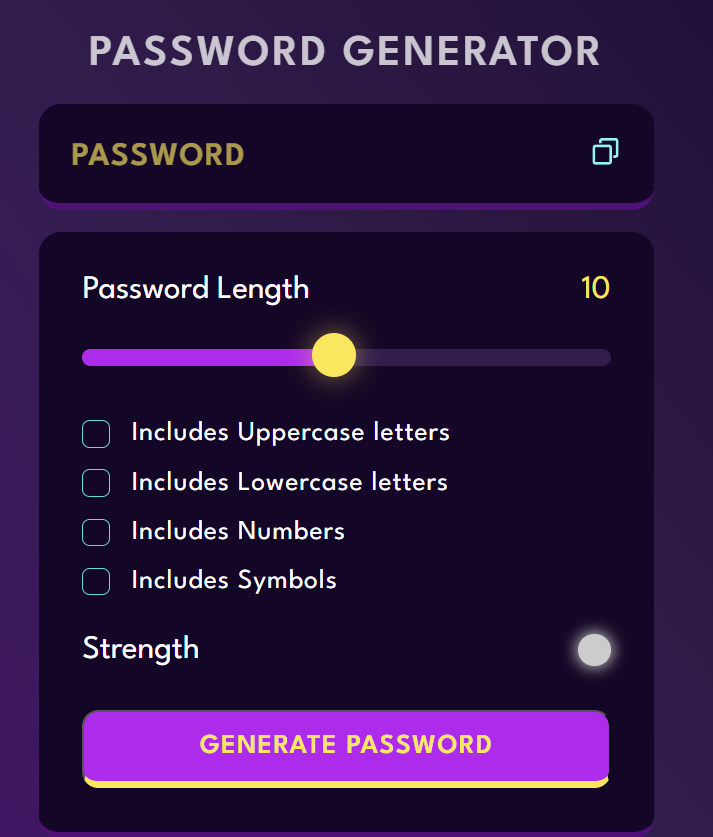 PASSWORD GENERATOR
PASSWORD
Password Length 10
Includes Uppercase letters
Includes Lowercase letters
Includes Numbers
Includes Symbols
Strength
GENERATE PASSWORD